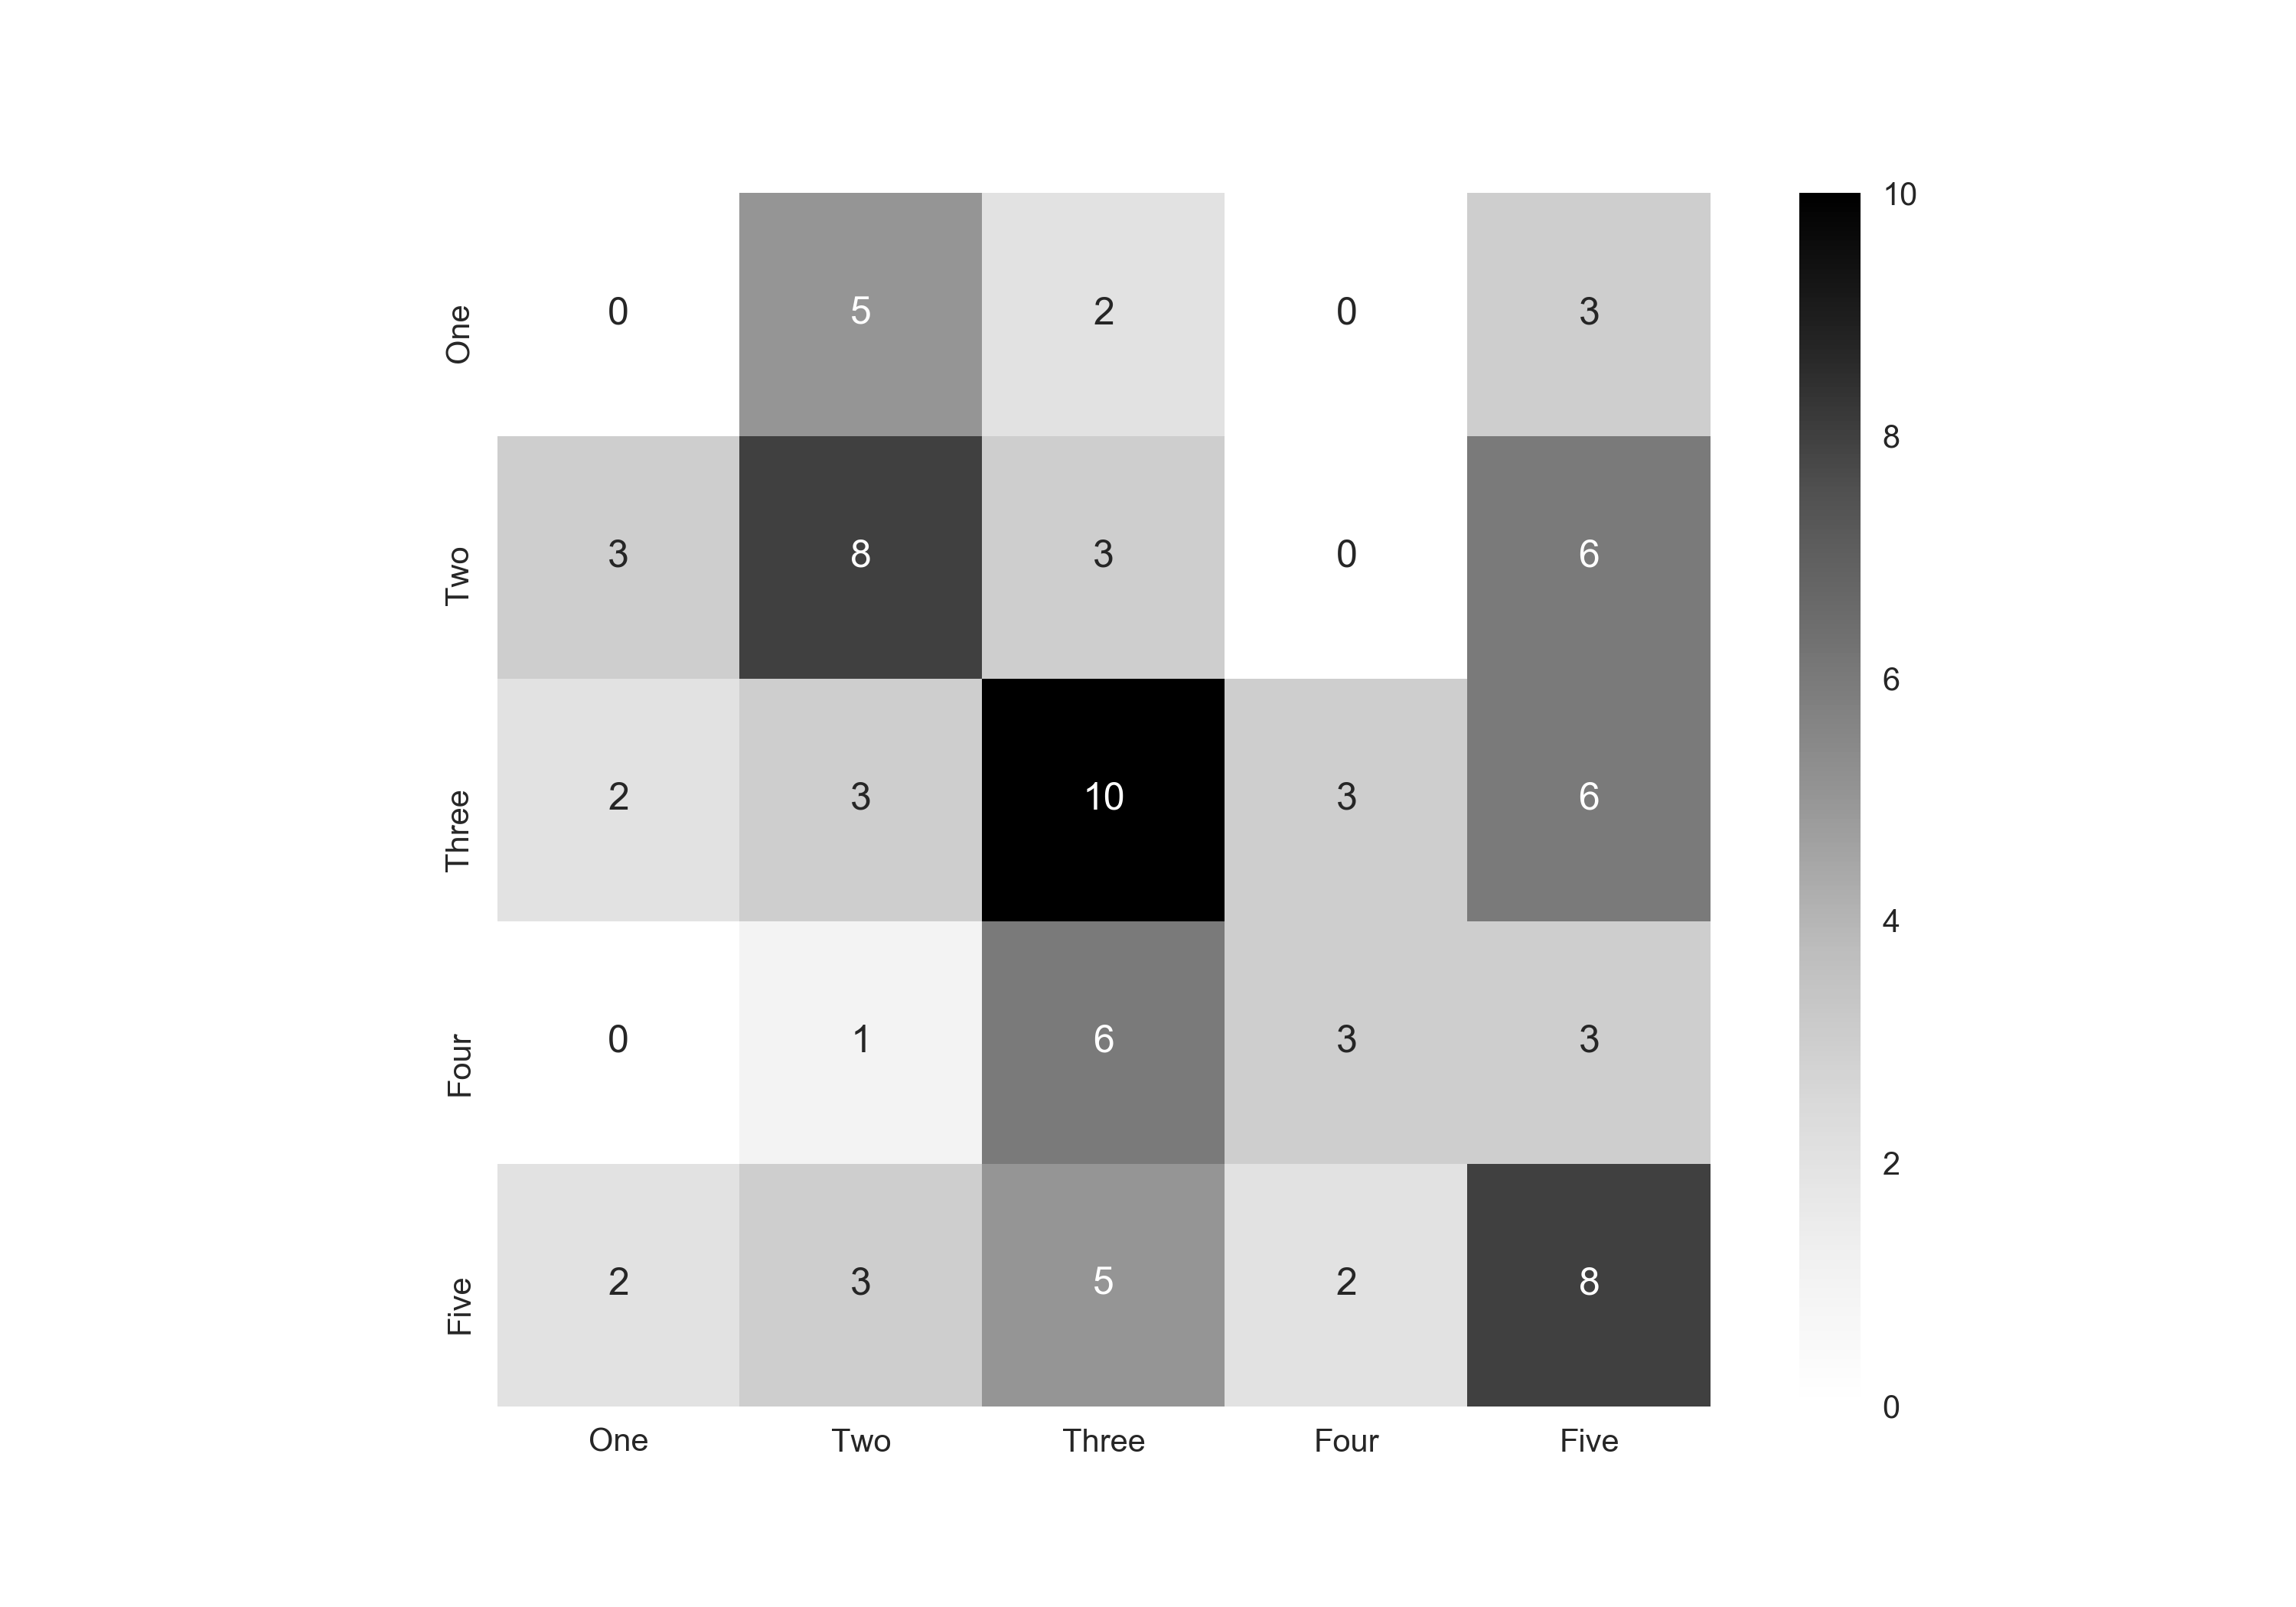 10
One 0 5 2 0 3
8
Two 3 8 3 0 6
6
Three 2 3 10 3 6
4
Four 0 1 6 3 3
2
Five 2 3 5 2 8
0
One Two Three Four Five